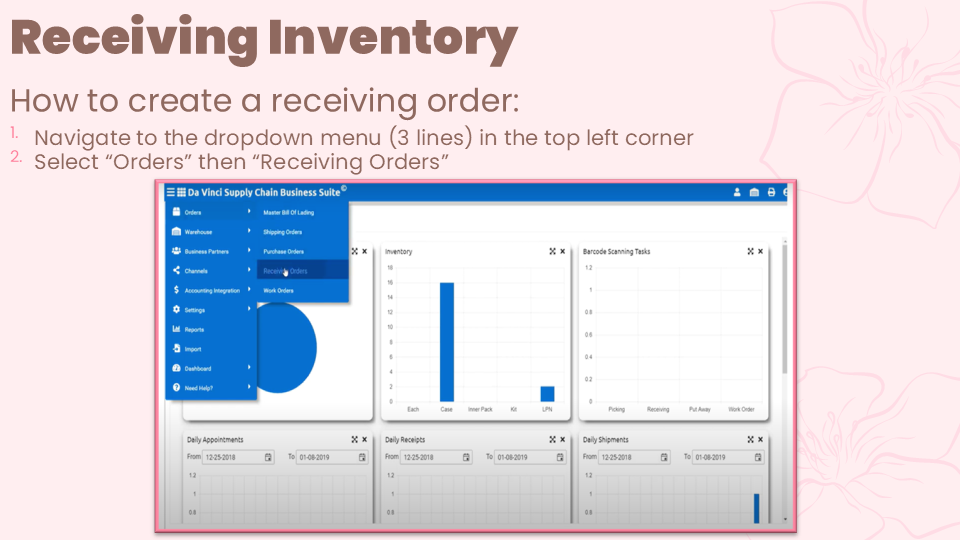 Receiving Inventory
How to create a receiving order:
1. Navigate to the dropdown menu (3 lines) in the top left corner
2. Select “Orders” then “Receiving Orders”
Da Vinci Supply Chain Business Suite©
Orders
Warehouse
Business Partners
Channels
Accounting Integration
Settings
Reports
Import
Dashboard
Need Help?
Master Bill Of Lading
Shipping Orders
Purchase Orders
Receiving Orders
Work Orders
Inventory
16
14
12
10
8
6
4
2
0
Each Case Inner Pack Kit LPN
Barcode Scanning Tasks
1.2
1
0.8
0.6
0.4
0.2
0
Picking Receiving Put Away Work Order
Daily Appointments
From 12-25-2018 To 01-08-2019
1.2
1
0.8
Daily Receipts
From 12-25-2018 To 01-08-2019
1.2
1
0.8
Daily Shipments
From 12-25-2018 To 01-08-2019
1.2
1
0.8